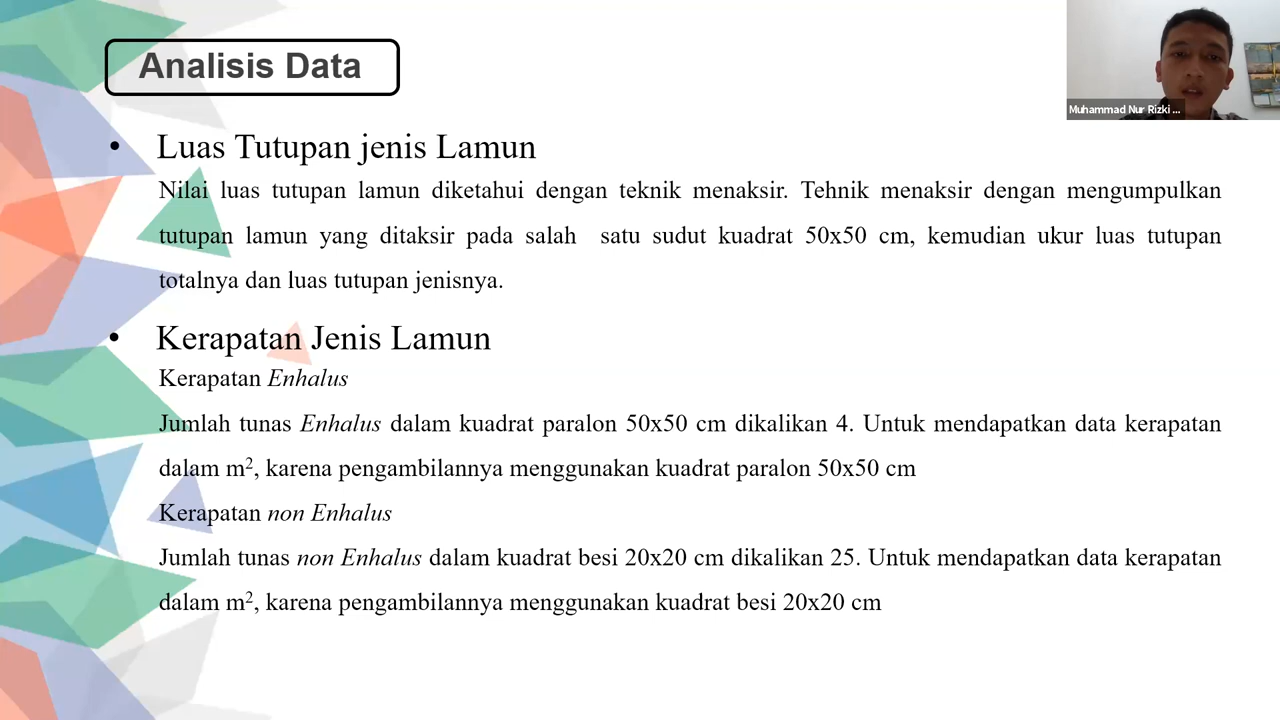 Analisis Data
Muhammad Nur Rizki ...
• Luas Tutupan jenis Lamun
Nilai luas tutupan lamun diketahui dengan teknik menaksir. Tehnik menaksir dengan mengumpulkan
tutupan lamun yang ditaksir pada salah satu sudut kuadrat 50x50 cm, kemudian ukur luas tutupan
totalnya dan luas tutupan jenisnya.
• Kerapatan Jenis Lamun
Kerapatan Enhalus
Jumlah tunas Enhalus dalam kuadrat paralon 50x50 cm dikalikan 4. Untuk mendapatkan data kerapatan
dalam m², karena pengambilannya menggunakan kuadrat paralon 50x50 cm
Kerapatan non Enhalus
Jumlah tunas non Enhalus dalam kuadrat besi 20x20 cm dikalikan 25. Untuk mendapatkan data kerapatan
dalam m², karena pengambilannya menggunakan kuadrat besi 20x20 cm